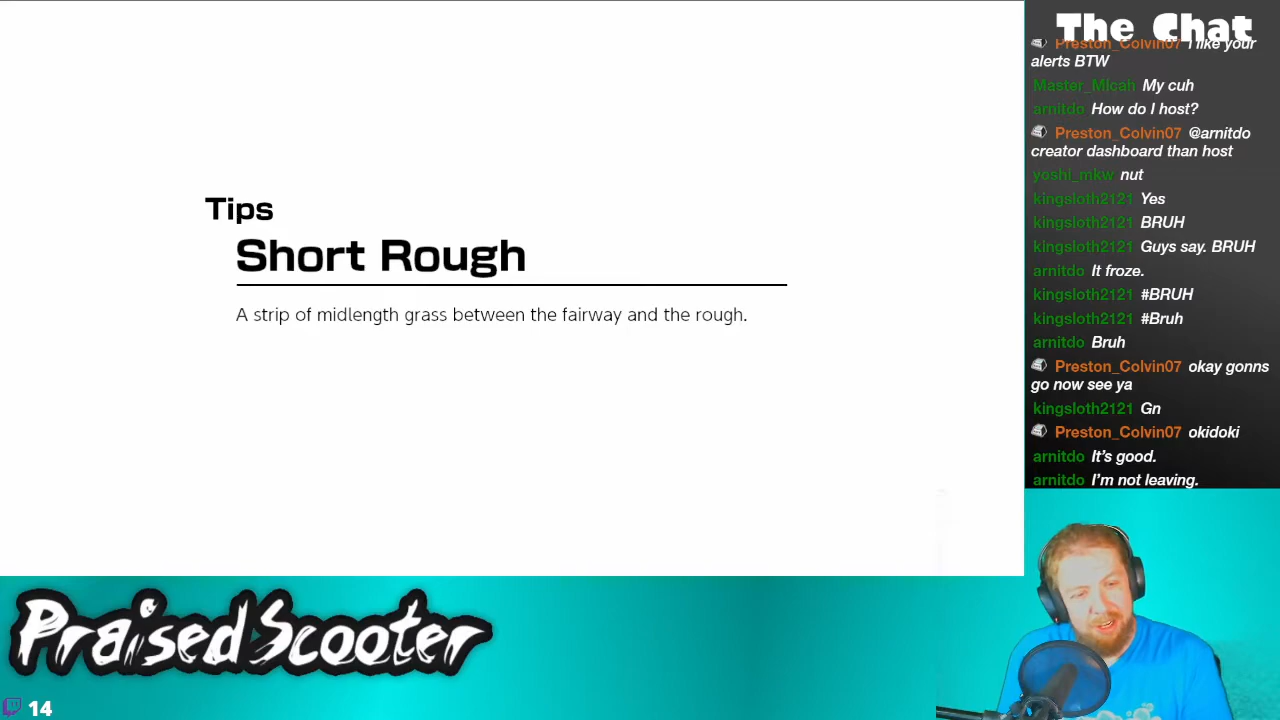 Tips
Short Rough
A strip of midlength grass between the fairway and the rough.
The Chat
Preston_Colvin07 I like your
alerts BTW
Master_Micah My cuh
arnitdo How do I host?
Preston_Colvin07 @arnitdo
creator dashboard than host
yoshi_mkw nut
kingsloth2121 Yes
kingsloth2121 BRUH
kingsloth2121 Guys say. BRUH
arnitdo It froze.
kingsloth2121 #BRUH
kingsloth2121 #Bruh
arnitdo Bruh
Preston_Colvin07 okay gonns
go now see ya
kingsloth2121 Gn
Preston_Colvin07 okidoki
arnitdo It's good.
arnitdo I'm not leaving.
PraisedScooter
14